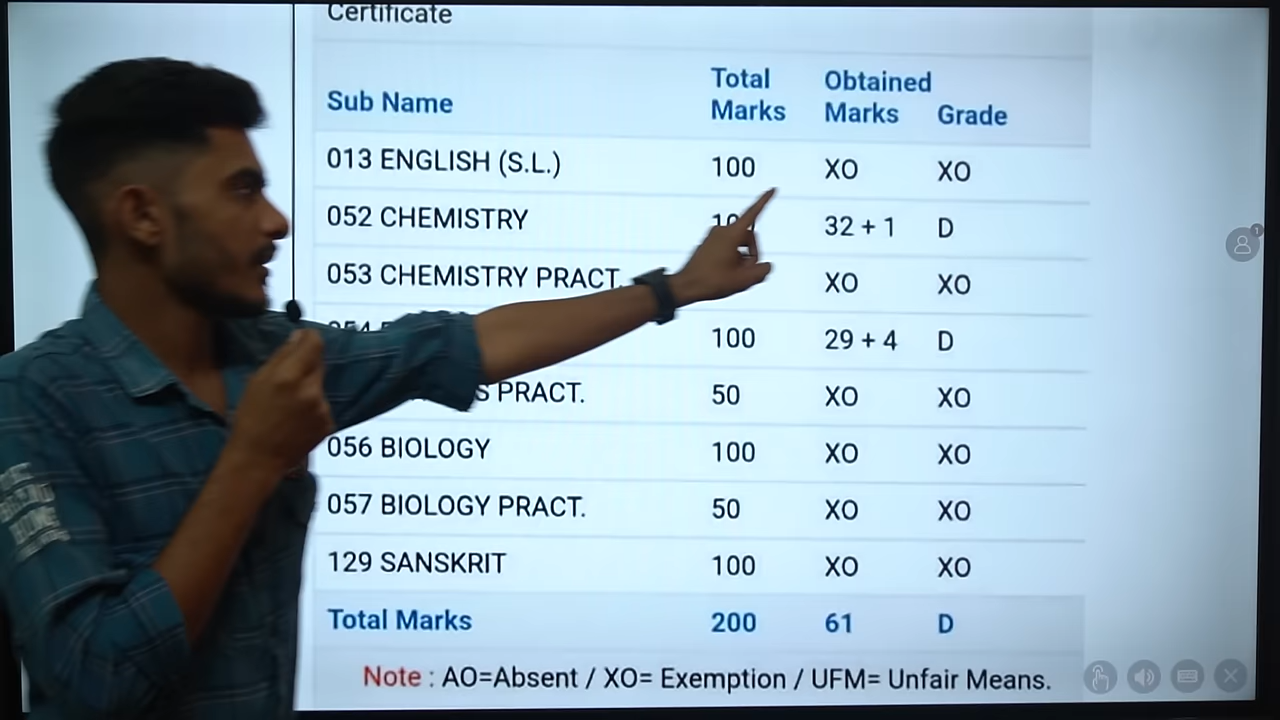 Certificate
Sub Name Total Marks Obtained Marks Grade
013 ENGLISH (S.L.) 100 XO XO
052 CHEMISTRY 32 + 1 D
053 CHEMISTRY PRACT. XO XO
100 29 + 4 D
PRACT. 50 XO XO
056 BIOLOGY 100 XO XO
057 BIOLOGY PRACT. 50 XO XO
129 SANSKRIT 100 XO XO
Total Marks 200 61 D
Note : AO=Absent / XO= Exemption / UFM= Unfair Means.
1